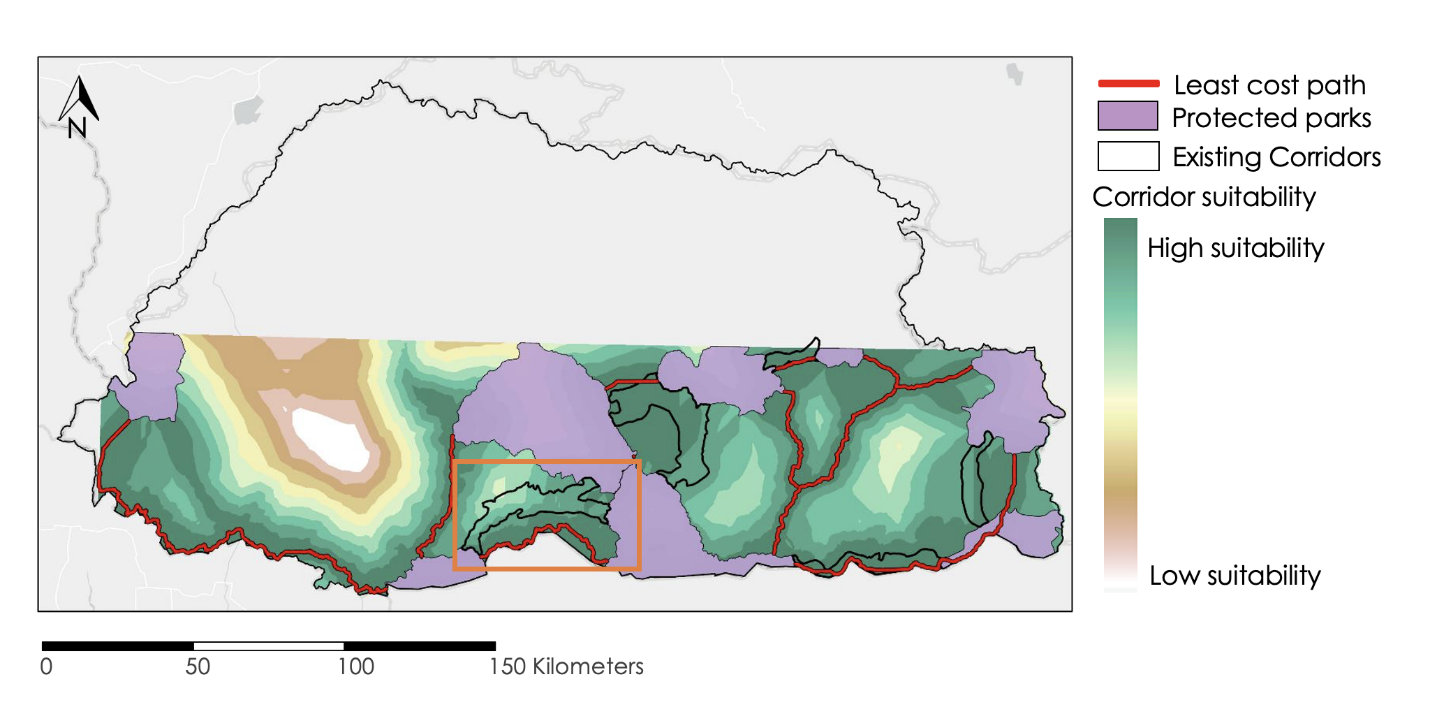 N
Least cost path
Protected parks
Existing Corridors
Corridor suitability
High suitability
Low suitability
0 50 100 150 Kilometers